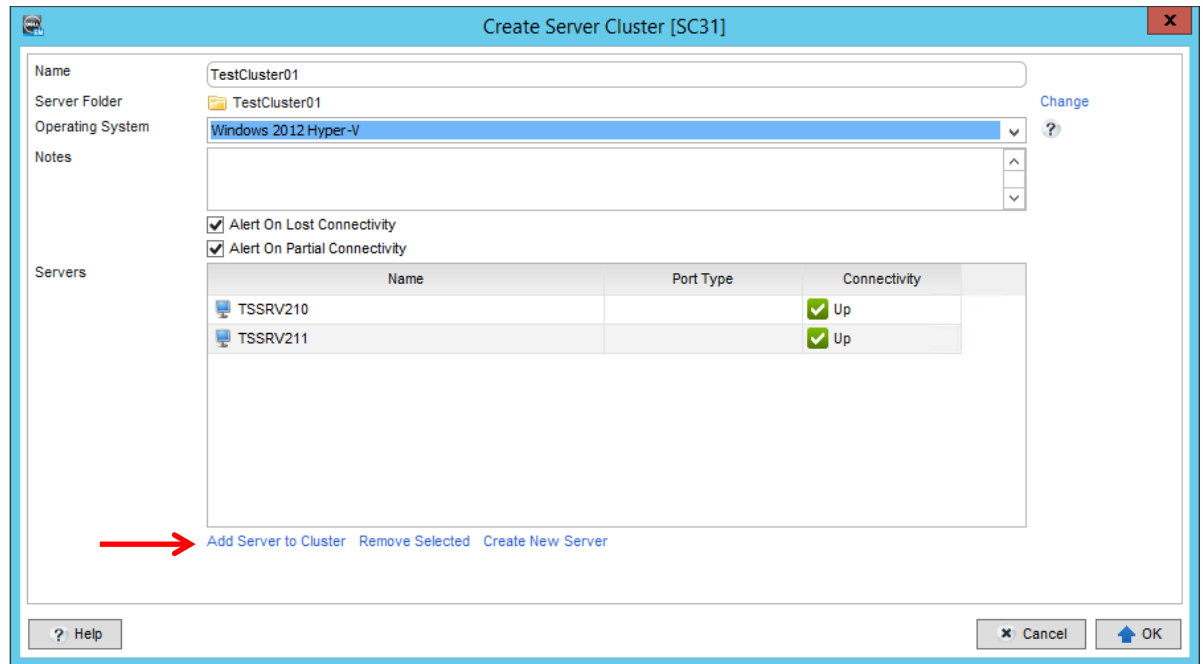 Create Server Cluster [SC31]
x
Name TestCluster01
Server Folder TestCluster01 Change
Operating System Windows 2012 Hyper-V ?
Notes
Alert On Lost Connectivity
Alert On Partial Connectivity
Servers Name Port Type Connectivity
TSSRV210 Up
TSSRV211 Up
Add Server to Cluster Remove Selected Create New Server
? Help Cancel OK